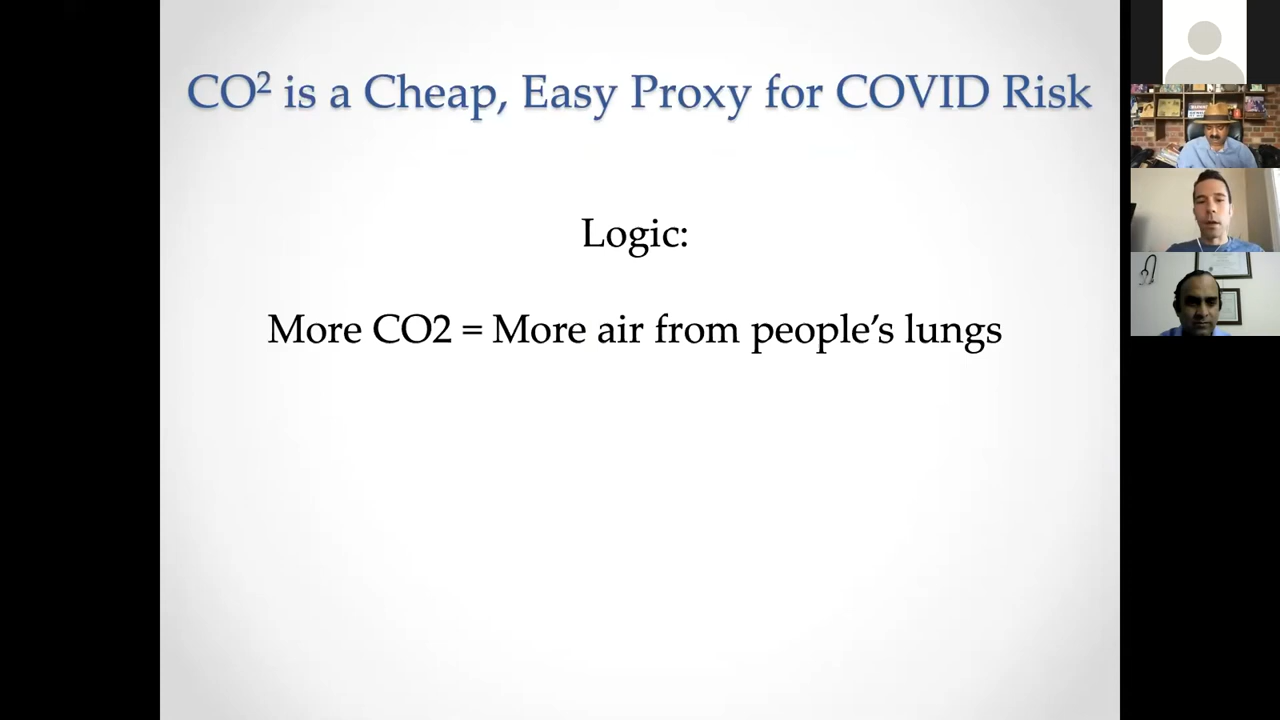 CO² is a Cheap, Easy Proxy for COVID Risk
Logic:
More CO2 = More air from people’s lungs